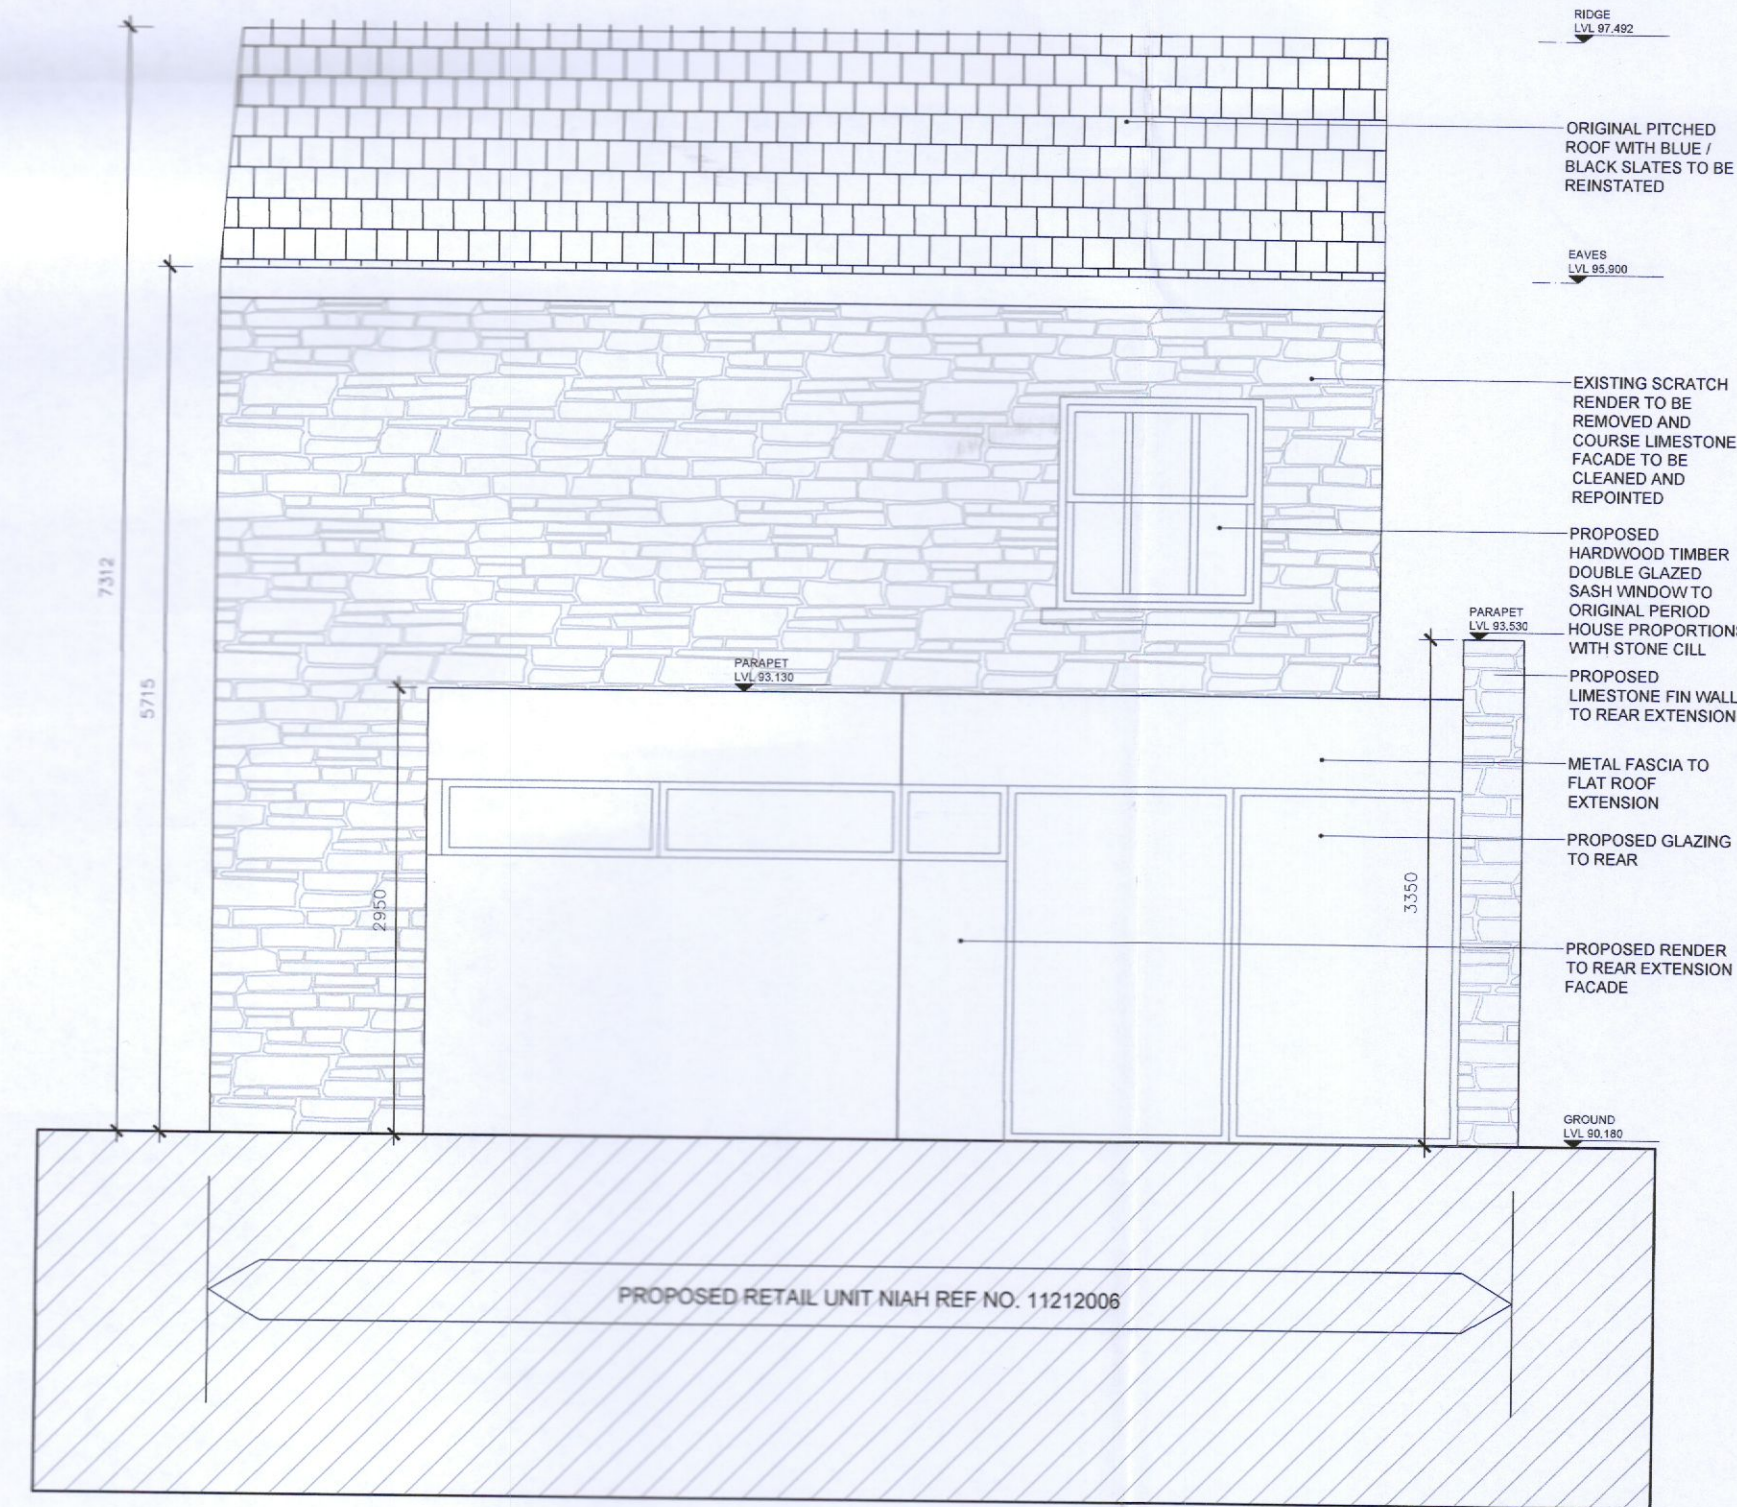 RIDGE
LVL 97.492
ORIGINAL PITCHED
ROOF WITH BLUE /
BLACK SLATES TO BE
REINSTATED
EAVES
LVL 95.900
EXISTING SCRATCH
RENDER TO BE
REMOVED AND
COURSE LIMESTONE
FACADE TO BE
CLEANED AND
REPOINTED
PROPOSED
HARDWOOD TIMBER
DOUBLE GLAZED
SASH WINDOW TO
ORIGINAL PERIOD
HOUSE PROPORTIONS
WITH STONE CILL
PARAPET
LVL 93.530
PARAPET
LVL 93.130
PROPOSED
LIMESTONE FIN WALL
TO REAR EXTENSION
METAL FASCIA TO
FLAT ROOF
EXTENSION
PROPOSED GLAZING
TO REAR
PROPOSED RENDER
TO REAR EXTENSION
FACADE
7312
5715
2950
3350
GROUND
LVL 90.180
PROPOSED RETAIL UNIT NIAH REF NO. 11212006